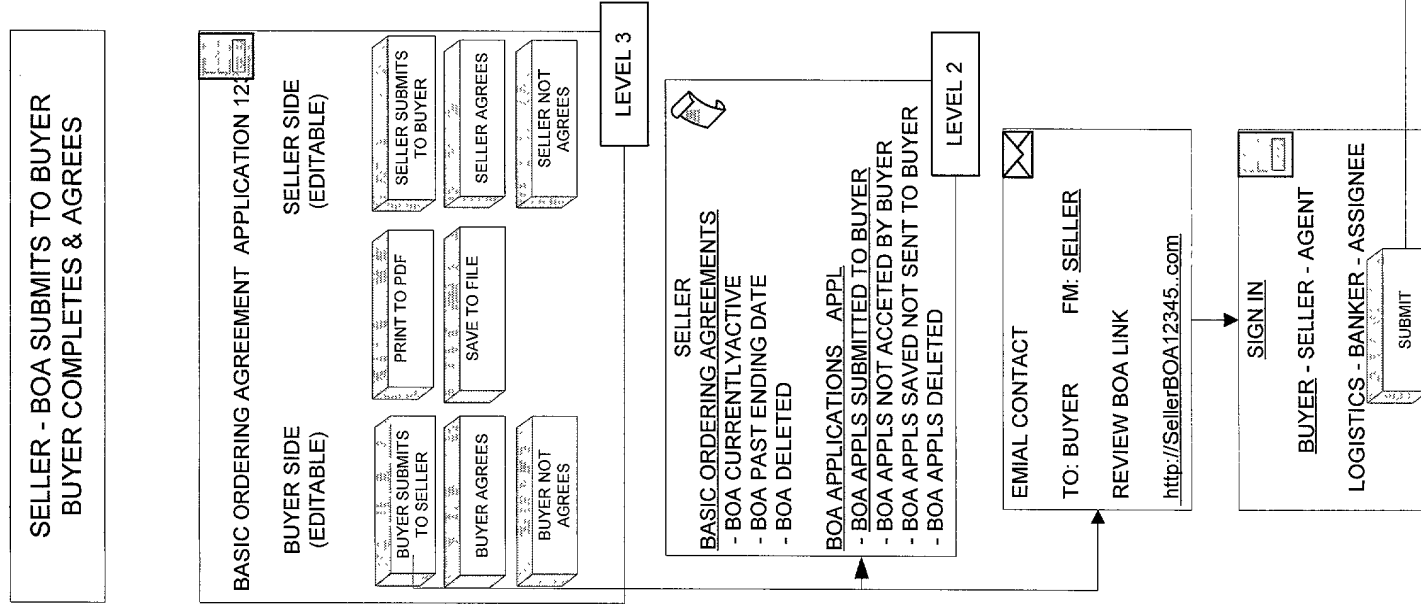 SELLER - BOA SUBMITS TO BUYER
BUYER COMPLETES & AGREES
BASIC ORDERING AGREEMENT APPLICATION 123
BUYER SIDE
(EDITABLE)
SELLER SIDE
(EDITABLE)
BUYER SUBMITS
TO SELLER
PRINT TO PDF
SELLER SUBMITS
TO BUYER
BUYER AGREES
SAVE TO FILE
SELLER AGREES
BUYER NOT
AGREES
SELLER NOT
AGREES
LEVEL 3
SELLER
BASIC ORDERING AGREEMENTS
- BOA CURRENTLYACTIVE
- BOA PAST ENDING DATE
- BOA DELETED
BOA APPLICATIONS APPL
- BOA APPLS SUBMITTED TO BUYER
- BOA APPLS NOT ACCETED BY BUYER
- BOA APPLS SAVED NOT SENT TO BUYER
- BOA APPLS DELETED
LEVEL 2
EMIAL CONTACT
TO: BUYER FM: SELLER
REVIEW BOA LINK
http://SellerBOA12345..com
SIGN IN
BUYER - SELLER - AGENT
LOGISTICS - BANKER - ASSIGNEE
SUBMIT